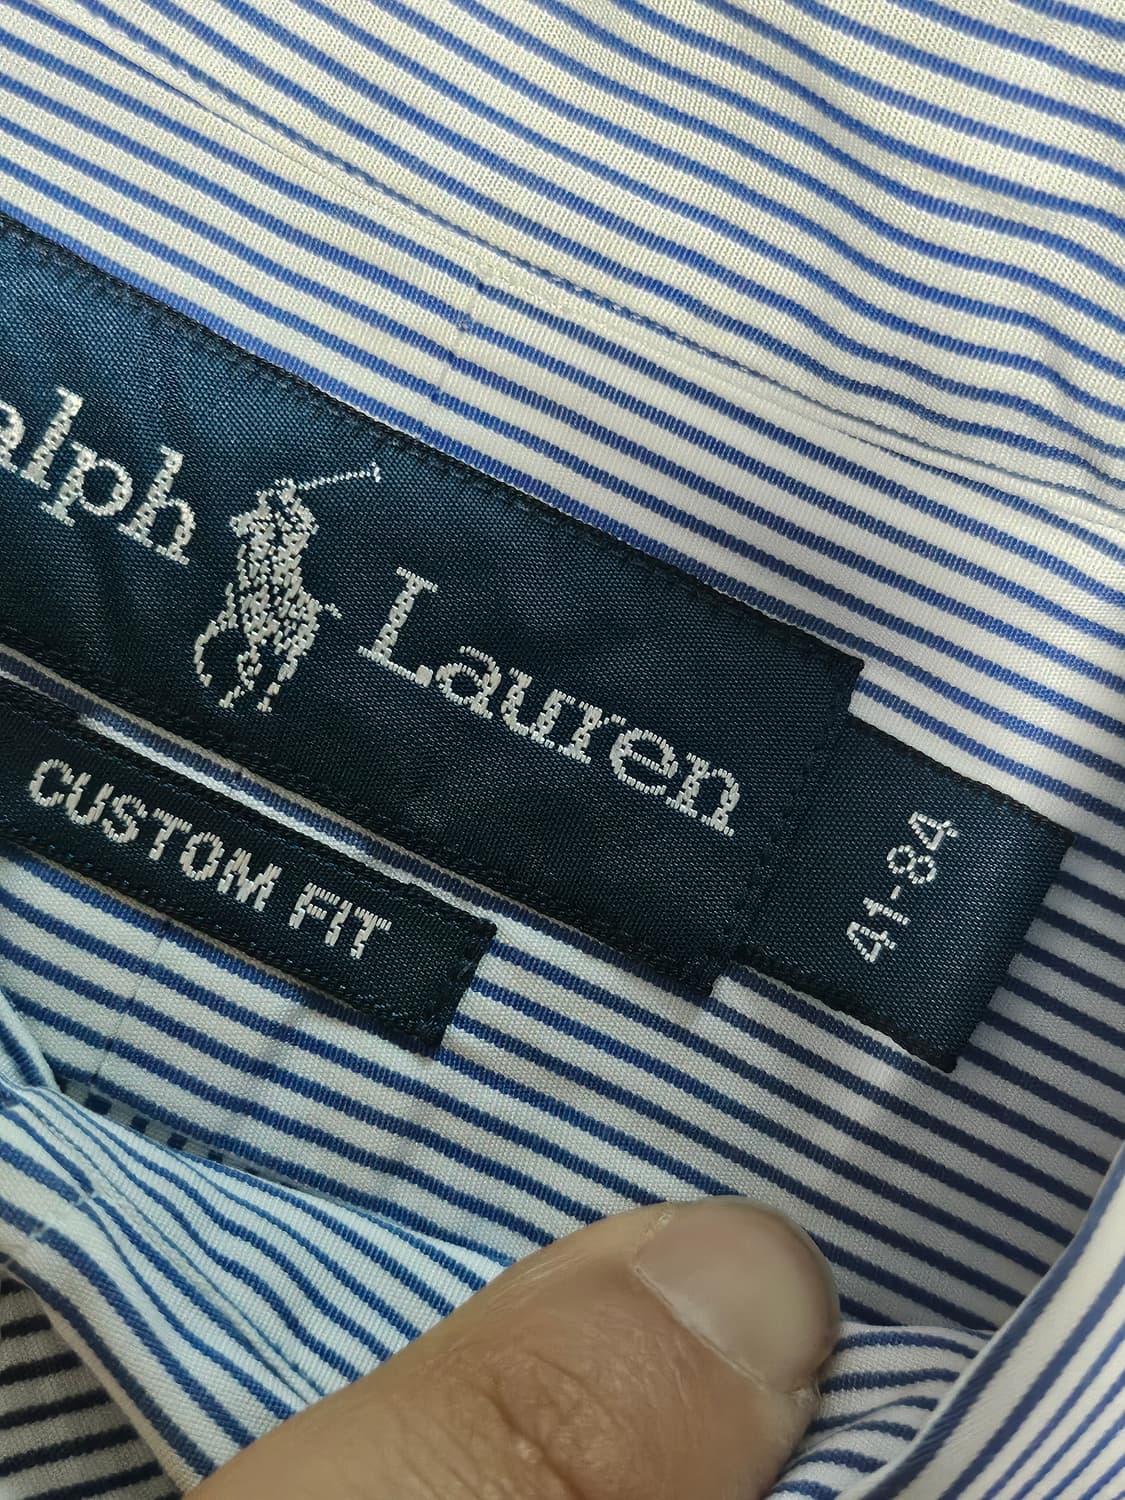 alph Lauren
41-84
CUSTOM FIT